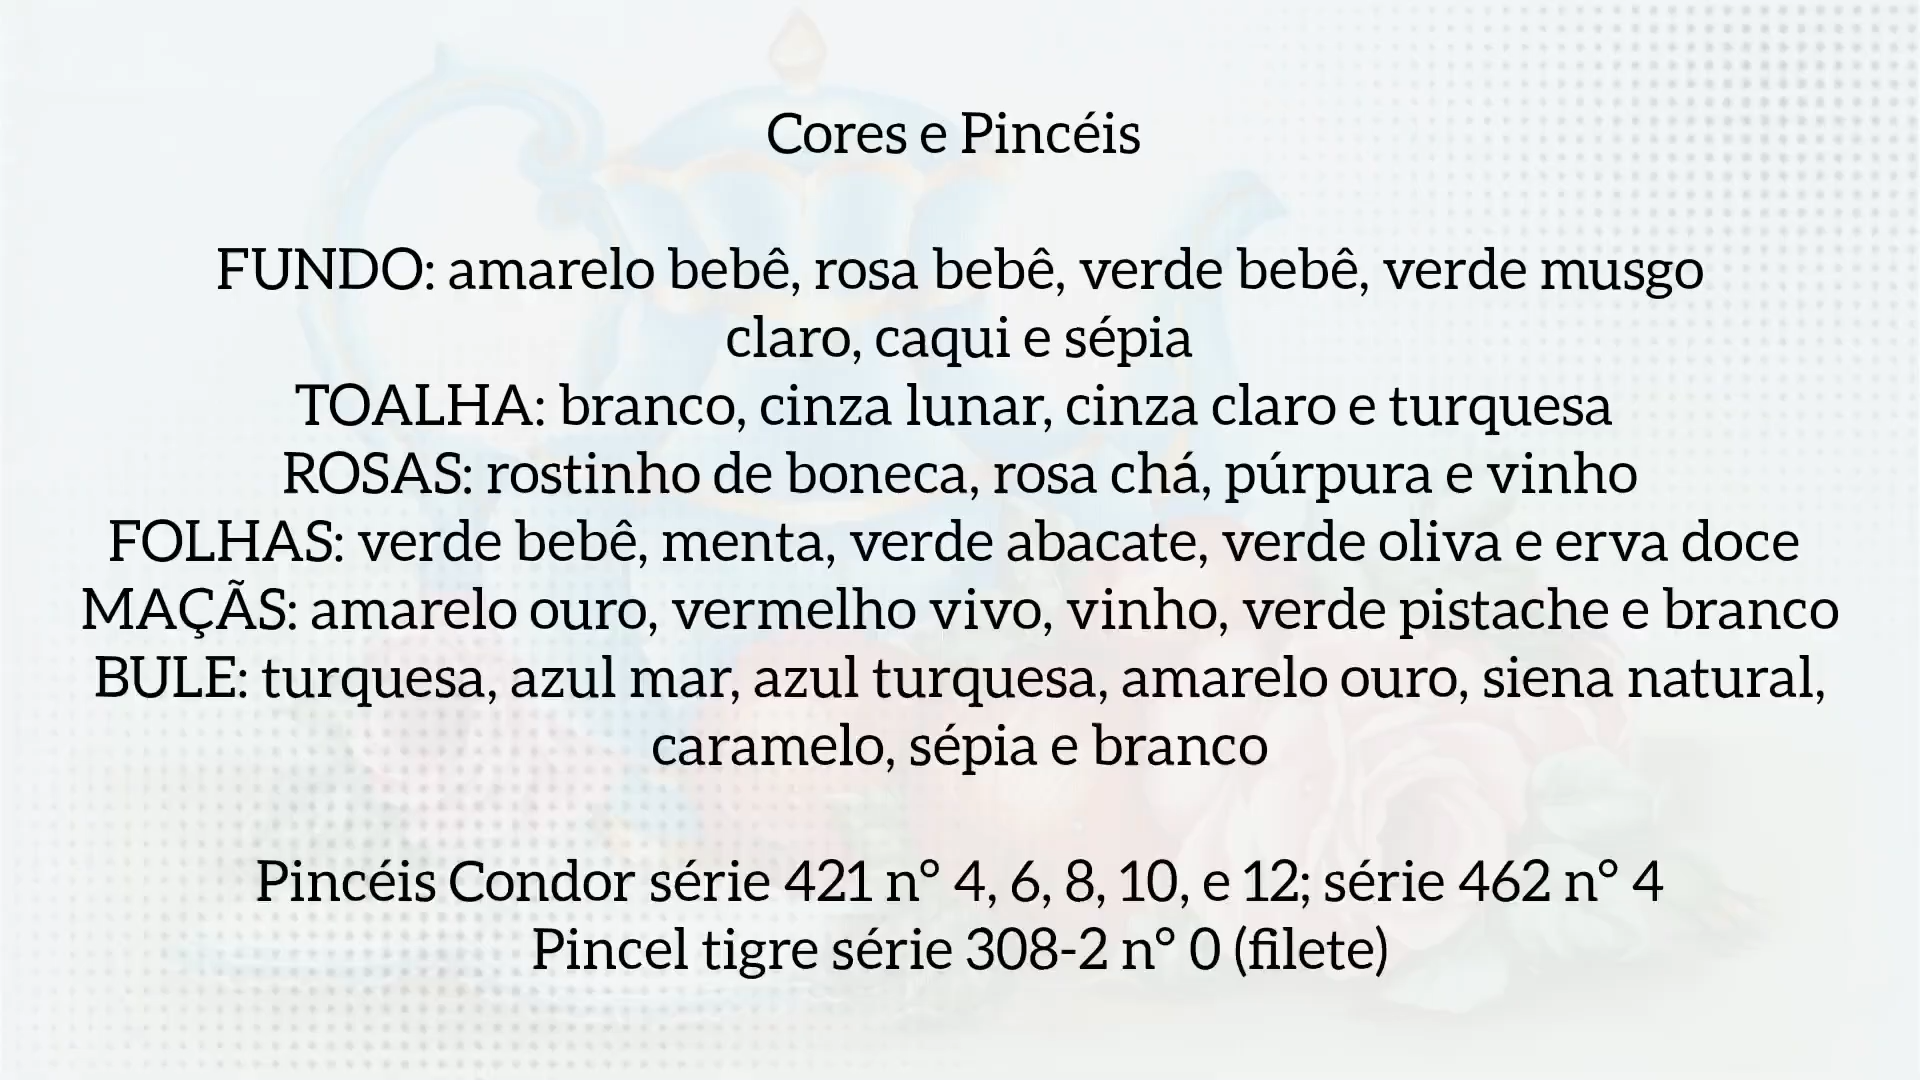 Cores e Pincéis
FUNDO: amarelo bebê, rosa bebê, verde bebê, verde musgo
claro, caqui e sépia
TOALHA: branco, cinza lunar, cinza claro e turquesa
ROSAS: rostinho de boneca, rosa chá, púrpura e vinho
FOLHAS: verde bebê, menta, verde abacate, verde oliva e erva doce
MAÇÃS: amarelo ouro, vermelho vivo, vinho, verde pistache e branco
BULE: turquesa, azul mar, azul turquesa, amarelo ouro, siena natural,
caramelo, sépia e branco
Pincéis Condor série 421 n° 4, 6, 8, 10, e 12; série 462 n° 4
Pincel tigre série 308-2 n° 0 (filete)